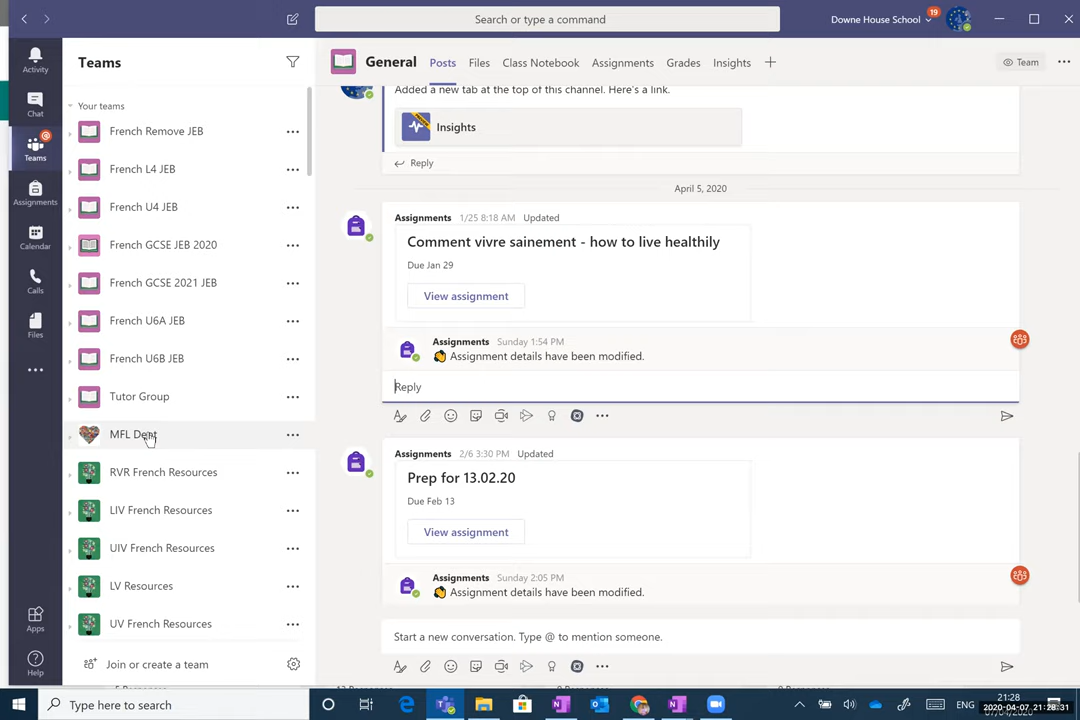 Search or type a command
Downe House School
19
Activity
Chat
Teams
Assignments
Calendar
Calls
Files
Apps
Help
Teams
Your teams
French Remove JEB
French L4 JEB
French U4 JEB
French GCSE JEB 2020
French GCSE 2021 JEB
French U6A JEB
French U6B JEB
Tutor Group
MFL Dept
RVR French Resources
LIV French Resources
UIV French Resources
LV Resources
UV French Resources
Join or create a team
General
Posts
Files
Class Notebook
Assignments
Grades
Insights
Team
Added a new tab at the top of this channel. Here's a link.
Insights
Reply
April 5, 2020
Assignments 1/25 8:18 AM Updated
Comment vivre sainement - how to live healthily
Due Jan 29
View assignment
Assignments Sunday 1:54 PM
Assignment details have been modified.
Reply
Assignments 2/6 3:30 PM Updated
Prep for 13.02.20
Due Feb 13
View assignment
Assignments Sunday 2:05 PM
Assignment details have been modified.
Start a new conversation. Type @ to mention someone.
Type here to search
ENG
21:28
2020-04-07 21:28:31